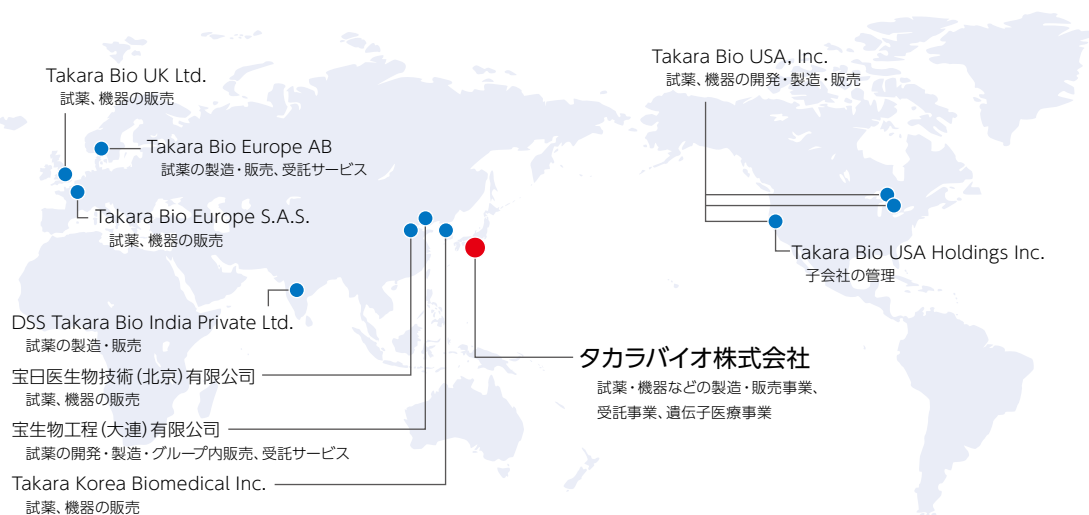 Takara Bio UK Ltd.
試薬、機器の販売
Takara Bio Europe AB
試薬の製造・販売、受託サービス
Takara Bio Europe S.A.S.
試薬、機器の販売
DSS Takara Bio India Private Ltd.
試薬の製造・販売
宝日医生物技術(北京)有限公司
試薬、機器の販売
宝生物工程(大連)有限公司
試薬の開発・製造・グループ内販売、受託サービス
Takara Korea Biomedical Inc.
試薬、機器の販売
タカラバイオ株式会社
試薬・機器などの製造・販売事業、
受託事業、遺伝子医療事業
Takara Bio USA, Inc.
試薬、機器の開発・製造・販売
Takara Bio USA Holdings Inc.
子会社の管理